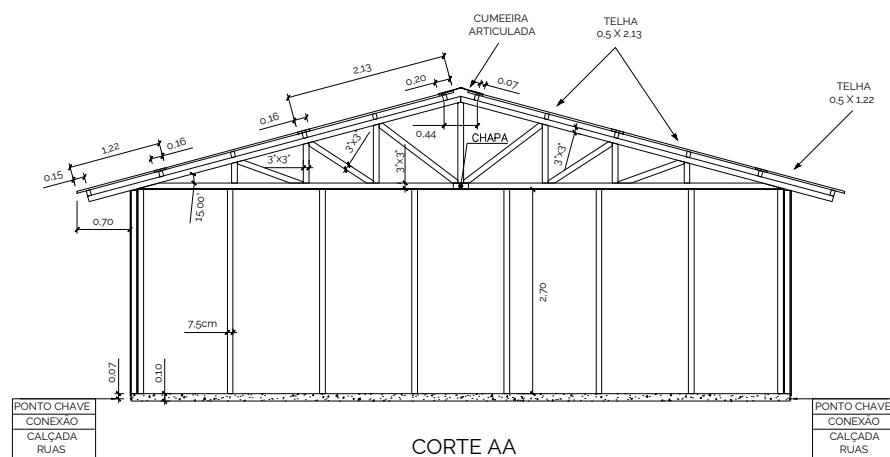 CUMEEIRA
ARTICULADA
TELHA
0.5 X 2.13
TELHA
0.5 X 1.22
2.13
0.20
0.07
0.16
0.44
CHAPA
1.22
0.16
0.15
3"x3"
3"x3"
3"x3"
3"x3"
15.00°
0.70
2.70
7.5cm
0.07
0.10
PONTO CHAVE
CONEXÃO
CALÇADA
RUAS
PONTO CHAVE
CONEXÃO
CALÇADA
RUAS
CORTE AA